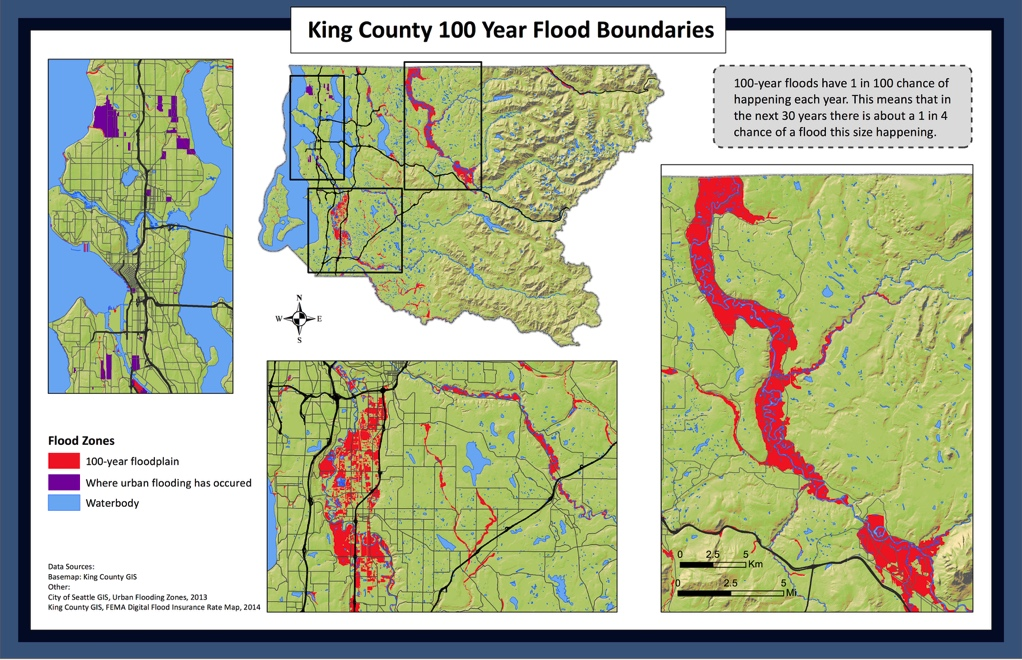 King County 100 Year Flood Boundaries
100-year floods have 1 in 100 chance of
happening each year. This means that in
the next 30 years there is about a 1 in 4
chance of a flood this size happening.
N
W E
S
Flood Zones
100-year floodplain
Where urban flooding has occured
Waterbody
Data Sources:
Basemap: King County GIS
Other:
City of Seattle GIS, Urban Flooding Zones, 2013
King County GIS, FEMA Digital Flood Insurance Rate Map, 2014
0 2.5 5
Km
0 2.5 5
Mi